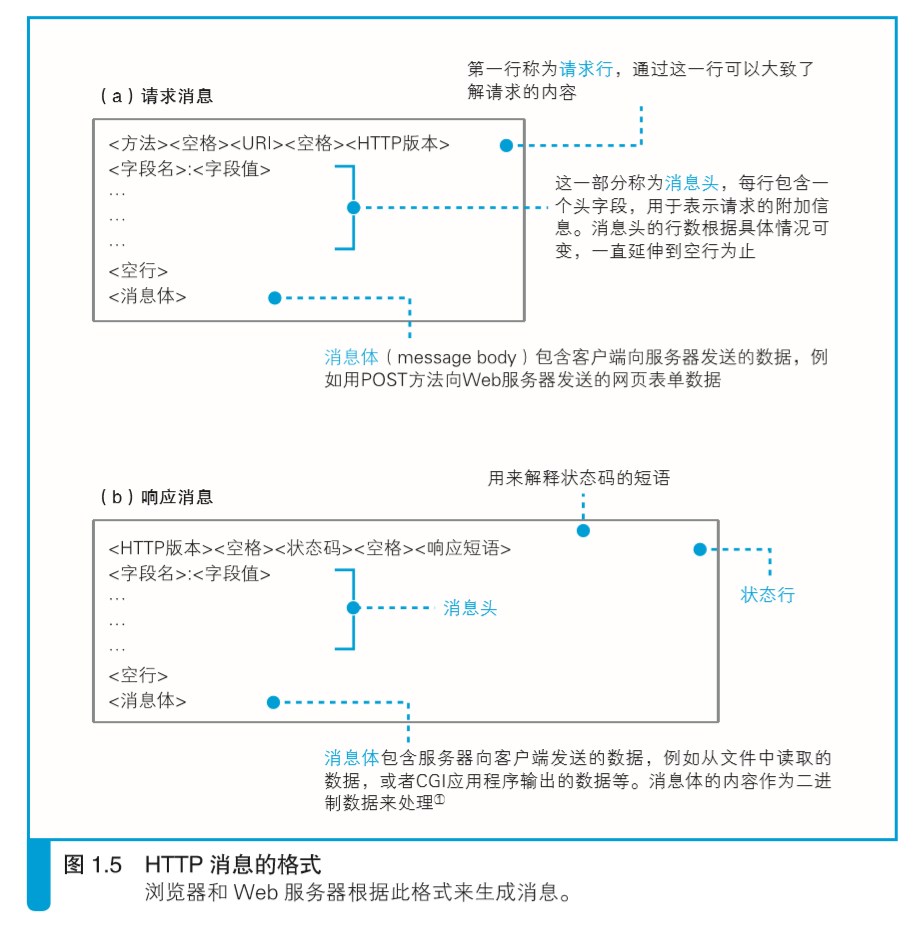 （a）请求消息
第一行称为请求行，通过这一行可以大致了
解请求的内容
<方法><空格><URI><空格><HTTP版本>
<字段名>:<字段值>
…
…
…
<空行>
<消息体>
这一部分称为消息头，每行包含一
个头字段，用于表示请求的附加信
息。消息头的行数根据具体情况可
变，一直延伸到空行为止
消息体（message body）包含客户端向服务器发送的数据，例
如用POST方法向Web服务器发送的网页表单数据
（b）响应消息
用来解释状态码的短语
<HTTP版本><空格><状态码><空格><响应短语>
<字段名>:<字段值>
…
…
…
<空行>
<消息体>
消息头
状态行
消息体包含服务器向客户端发送的数据，例如从文件中读取的
数据，或者CGI应用程序输出的数据等。消息体的内容作为二进
制数据来处理①
图 1.5 HTTP 消息的格式
浏览器和 Web 服务器根据此格式来生成消息。